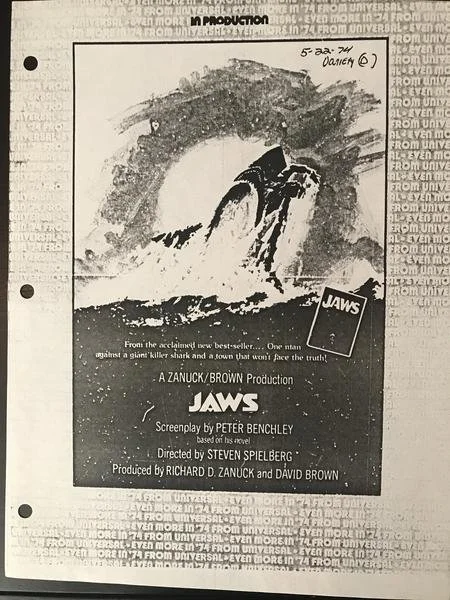 IN PRODUCTION
5-22-74
JAWS
From the acclaimed new best-seller.... One man
against a giant killer shark and a town that won't face the truth!
A ZANUCK/BROWN Production
JAWS
Screenplay by PETER BENCHLEY
based on his novel
Directed by STEVEN SPIELBERG
Produced by RICHARD D. ZANUCK and DAVID BROWN
EVEN MORE IN '74 FROM UNIVERSAL